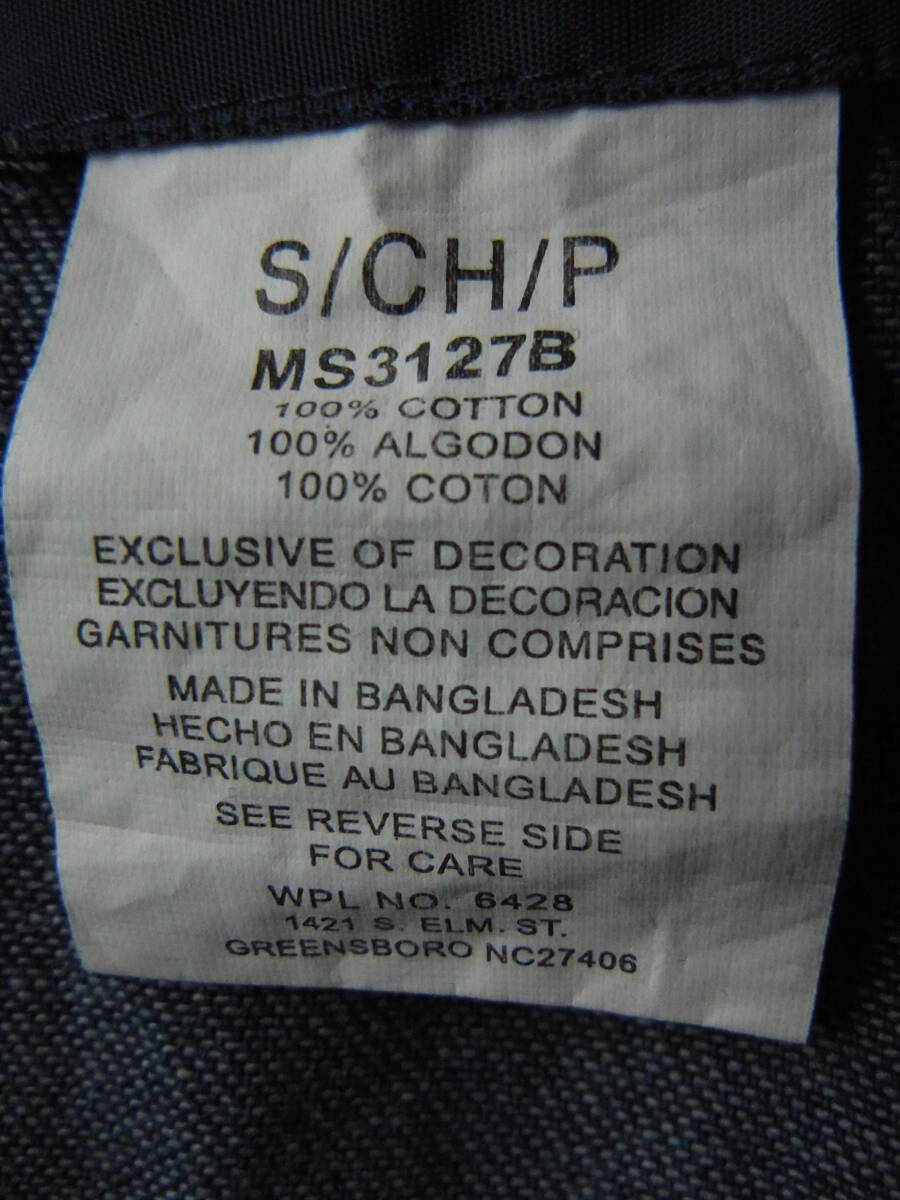 S/CH/P
MS3127B
100% COTTON
100% ALGODON
100% COTON
EXCLUSIVE OF DECORATION
EXCLUYENDO LA DECORACION
GARNITURES NON COMPRISES
MADE IN BANGLADESH
HECHO EN BANGLADESH
FABRIQUE AU BANGLADESH
SEE REVERSE SIDE
FOR CARE
WPL NO. 6428
1421 S. ELM. ST.
GREENSBORO NC27406